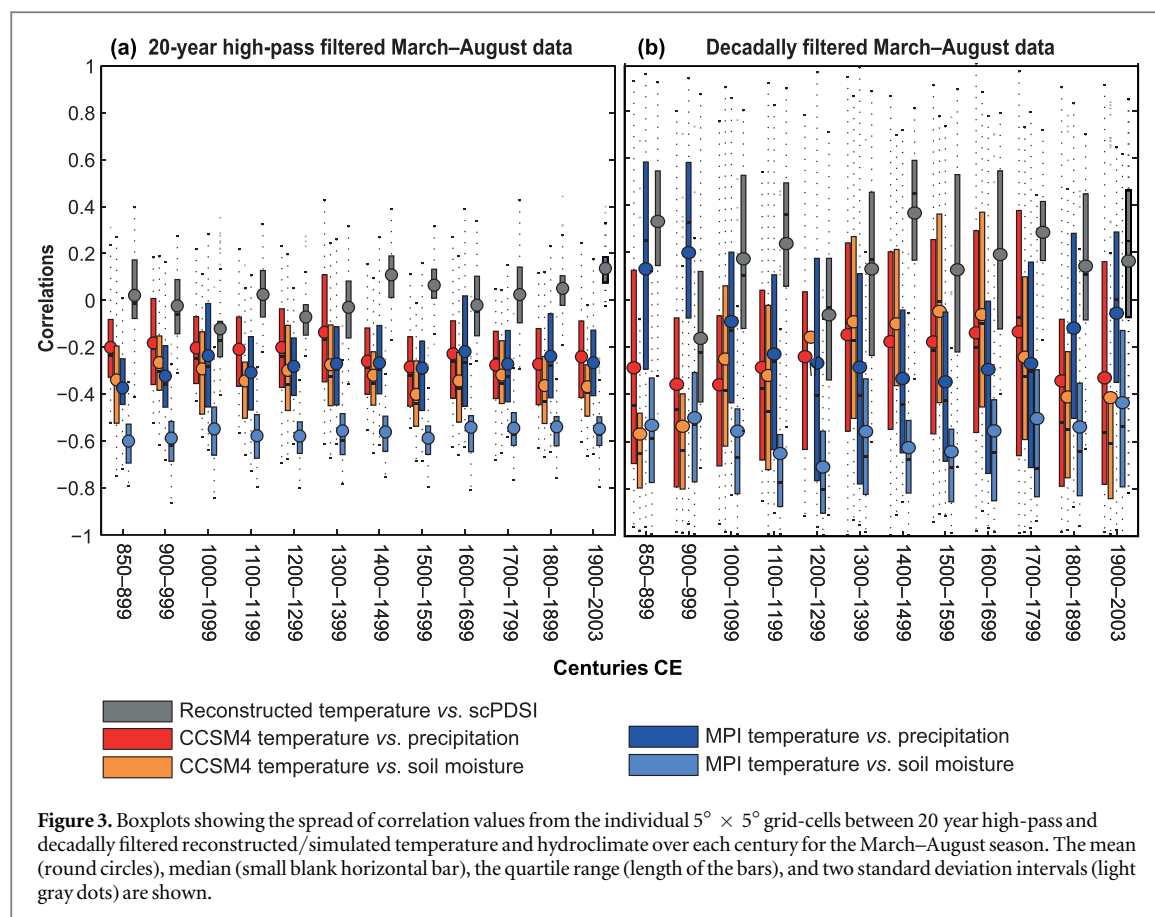 (a) 20-year high-pass filtered March–August data
(b) Decadally filtered March–August data
Correlations
1
0.8
0.6
0.4
0.2
0
−0.2
−0.4
−0.6
−0.8
−1
850–899
900–999
1000–1099
1100–1199
1200–1299
1300–1399
1400–1499
1500–1599
1600–1699
1700–1799
1800–1899
1900–2003
850–899
900–999
1000–1099
1100–1199
1200–1299
1300–1399
1400–1499
1500–1599
1600–1699
1700–1799
1800–1899
1900–2003
Centuries CE
Reconstructed temperature vs. scPDSI
CCSM4 temperature vs. precipitation
CCSM4 temperature vs. soil moisture
MPI temperature vs. precipitation
MPI temperature vs. soil moisture
Figure 3. Boxplots showing the spread of correlation values from the individual 5° × 5° grid-cells between 20 year high-pass and
decadally filtered reconstructed/simulated temperature and hydroclimate over each century for the March–August season. The mean
(round circles), median (small blank horizontal bar), the quartile range (length of the bars), and two standard deviation intervals (light
gray dots) are shown.